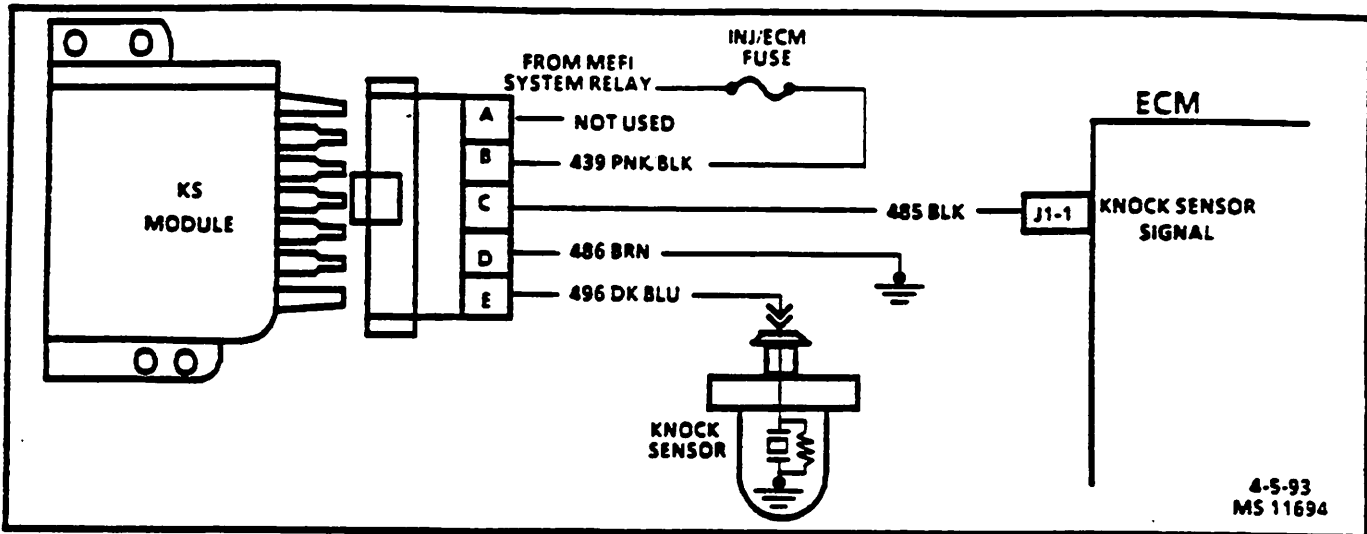 INJ/ECM
FUSE
FROM MEFI
SYSTEM RELAY
ECM
A
NOT USED
B
439 PNK/BLK
KS
MODULE
C
485 BLK
J1-1
KNOCK SENSOR
SIGNAL
D
486 BRN
E
496 DK BLU
KNOCK
SENSOR
4-5-93
MS 11694